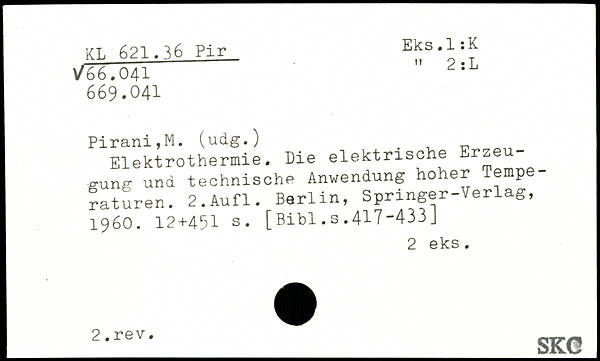 KL 621.36 Pir
Eks.1:K
√66.041
" 2:L
669.041
Pirani,M. (udg.)
Elektrothermie. Die elektrische Erzeu-
gung und technische Anwendung hoher Tempe-
raturen. 2.Aufl. Berlin, Springer-Verlag,
1960. 12+451 s. [Bibl.s.417-433]
2 eks.
2.rev.
SKC